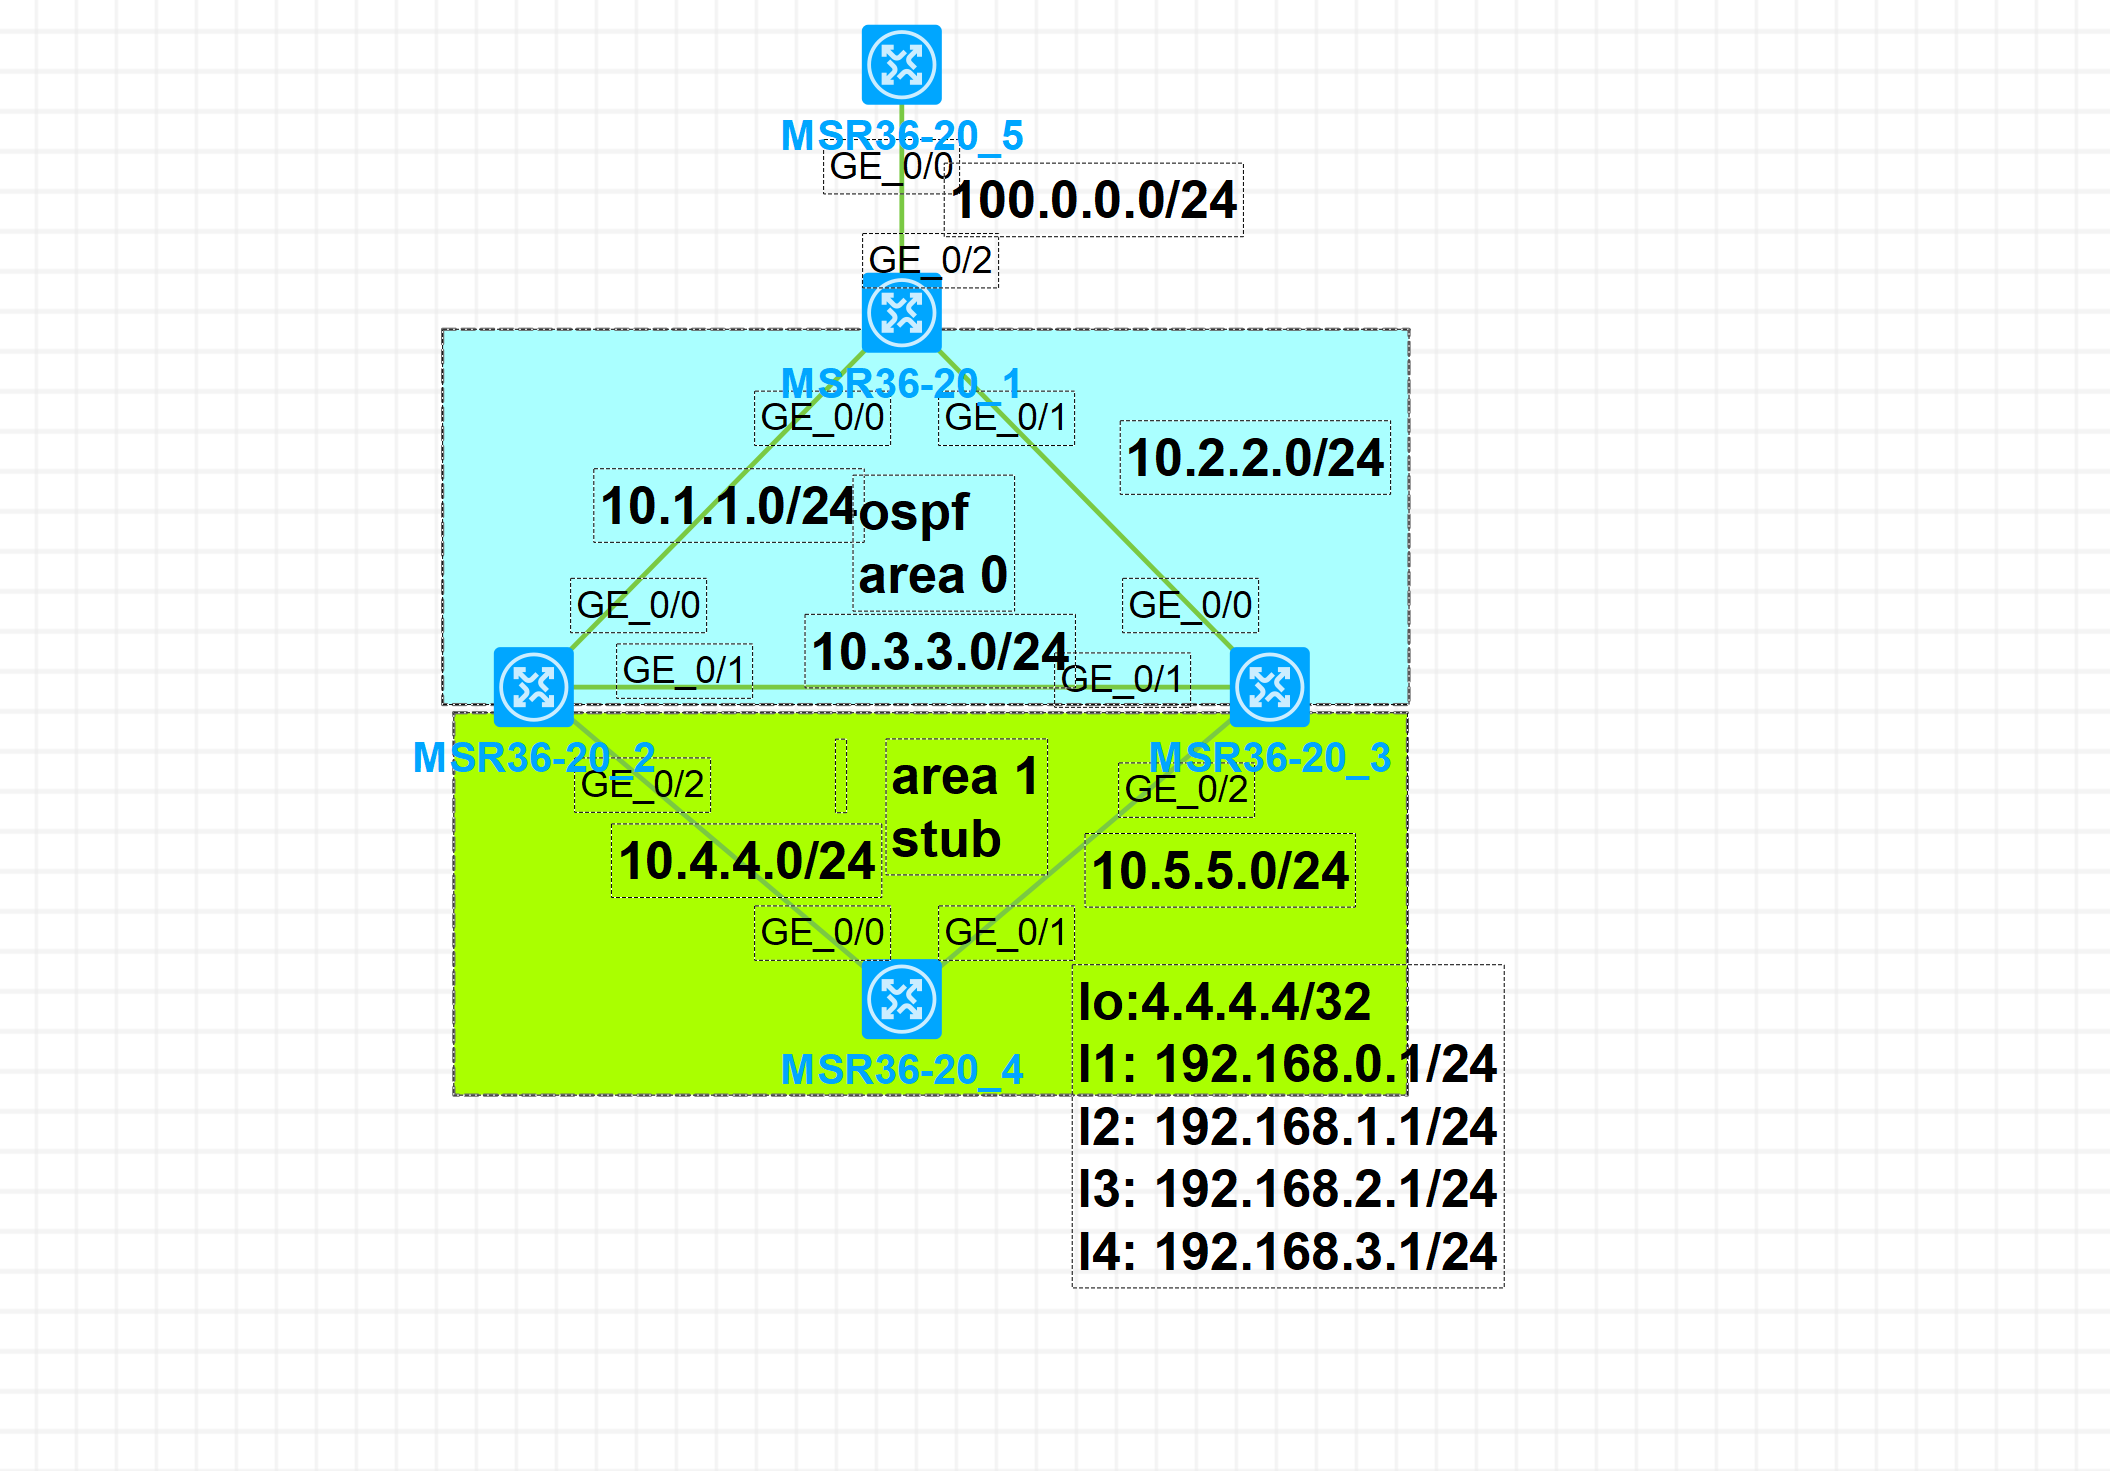 MSR36-20_5
GE_0/0
100.0.0.0/24
GE_0/2
MSR36-20_1
GE_0/0
GE_0/1
10.2.2.0/24
10.1.1.0/24
ospf
area 0
GE_0/0
GE_0/0
10.3.3.0/24
GE_0/1
GE_0/1
MSR36-20_2
MSR36-20_3
GE_0/2
area 1
stub
GE_0/2
10.4.4.0/24
10.5.5.0/24
GE_0/0
GE_0/1
MSR36-20_4
lo:4.4.4.4/32
l1: 192.168.0.1/24
l2: 192.168.1.1/24
l3: 192.168.2.1/24
l4: 192.168.3.1/24